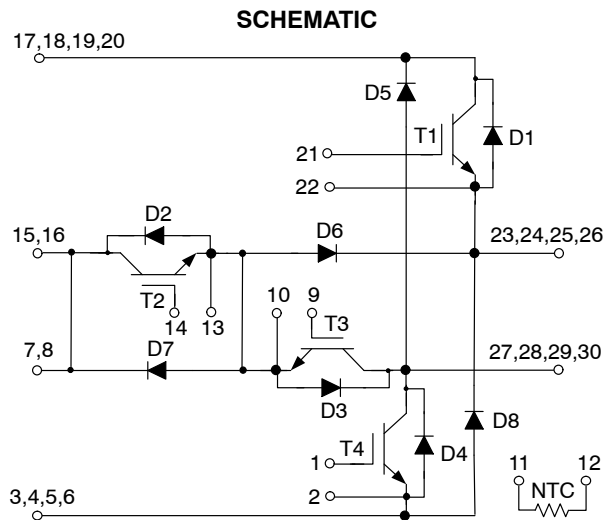 SCHEMATIC
17,18,19,20
D5
T1
D1
21
22
D2
D6
15,16
23,24,25,26
T2
14
13
10
9
T3
7,8
D7
27,28,29,30
D3
D8
T4
D4
1
2
11
12
NTC
3,4,5,6